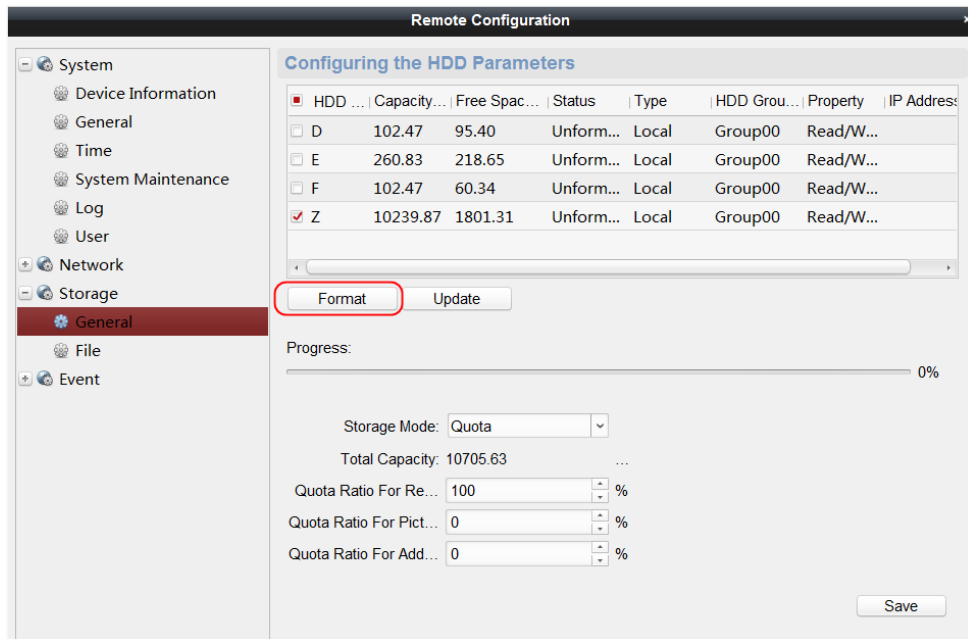 Remote Configuration
System
Device Information
General
Time
System Maintenance
Log
User
Network
Storage
General
File
Event
Configuring the HDD Parameters
HDD ... Capacity... Free Spac... Status Type HDD Grou... Property IP Address
D 102.47 95.40 Unform... Local Group00 Read/W...
E 260.83 218.65 Unform... Local Group00 Read/W...
F 102.47 60.34 Unform... Local Group00 Read/W...
Z 10239.87 1801.31 Unform... Local Group00 Read/W...
Format Update
Progress:
0%
Storage Mode: Quota
Total Capacity: 10705.63 ...
Quota Ratio For Re... 100 %
Quota Ratio For Pict... 0 %
Quota Ratio For Add... 0 %
Save